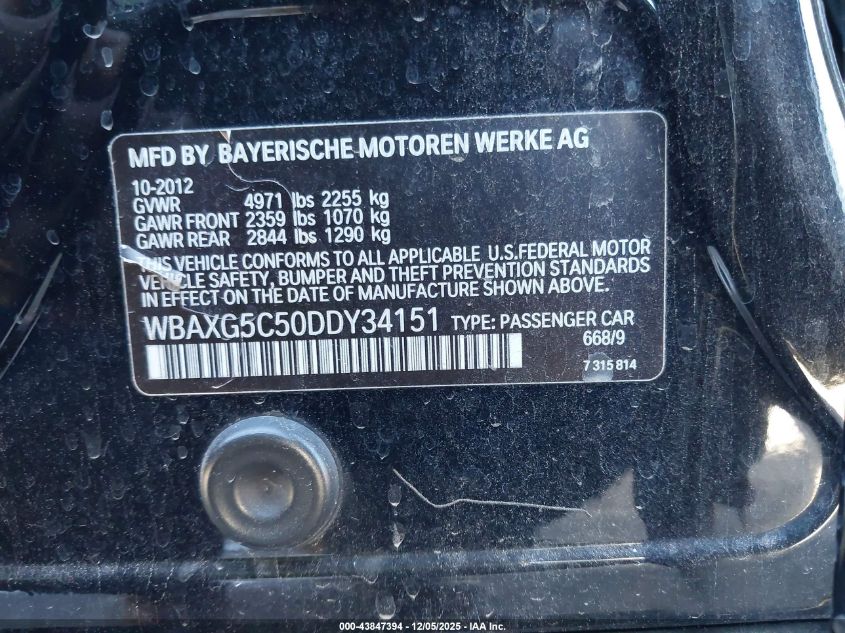 MFD BY BAYERISCHE MOTOREN WERKE AG
10-2012
GVWR 4971 lbs 2255 kg
GAWR FRONT 2359 lbs 1070 kg
GAWR REAR 2844 lbs 1290 kg
THIS VEHICLE CONFORMS TO ALL APPLICABLE U.S.FEDERAL MOTOR
VEHICLE SAFETY, BUMPER AND THEFT PREVENTION STANDARDS
IN EFFECT ON THE DATE OF MANUFACTURE SHOWN ABOVE.
WBAXG5C50DDY34151 TYPE: PASSENGER CAR
668/9
7 315 814
000-43847394 - 12/05/2025 - IAA Inc.